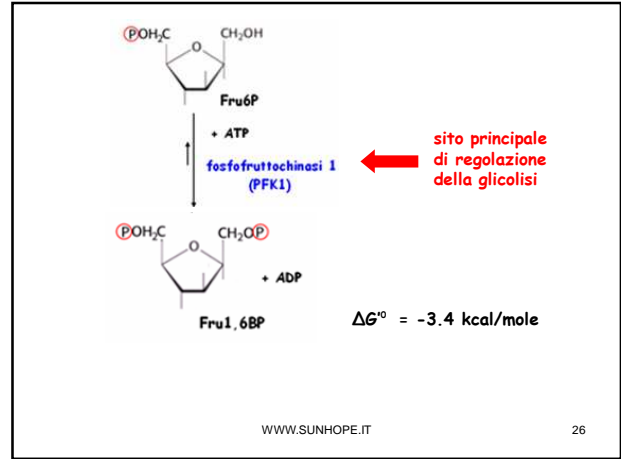 POH₂C CH₂OH
O
Fru6P
+ ATP
fosfofruttochinasi 1
(PFK1)
sito principale
di regolazione
della glicolisi
POH₂C CH₂OP
O
+ ADP
Fru1,6BP
ΔG'⁰ = -3.4 kcal/mole
WWW.SUNHOPE.IT 26